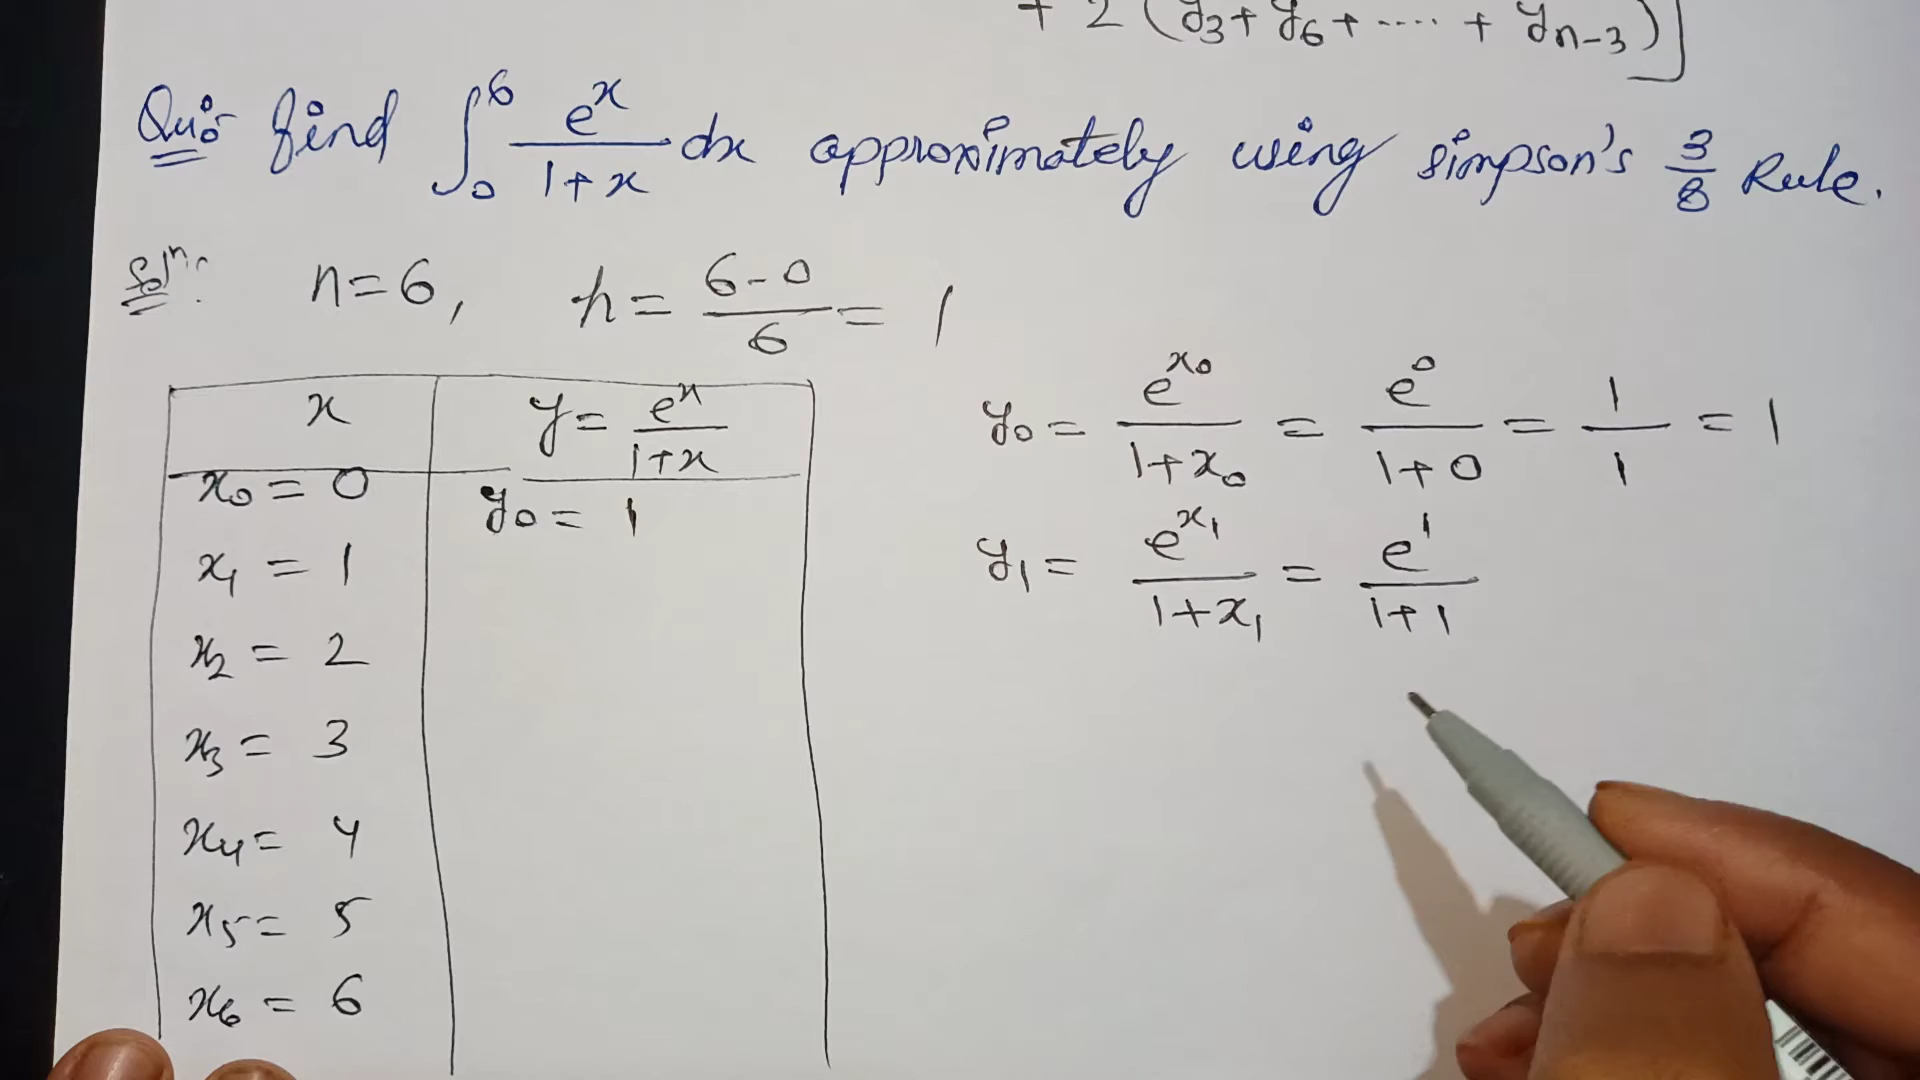 + 2 (y₃ + y₆ + ..... + yₙ₋₃)]
Qu:- find ∫₀⁶ eˣ/(1+x) dx approximately using simpson's 3/8 Rule.
Solⁿ: n=6, h = (6-0)/6 = 1
x | y = eˣ/(1+x)
x₀ = 0 | y₀ = 1
x₁ = 1
x₂ = 2
x₃ = 3
x₄ = 4
x₅ = 5
x₆ = 6
y₀ = e^(x₀)/(1+x₀) = e⁰/(1+0) = 1/1 = 1
y₁ = e^(x₁)/(1+x₁) = e¹/(1+1)